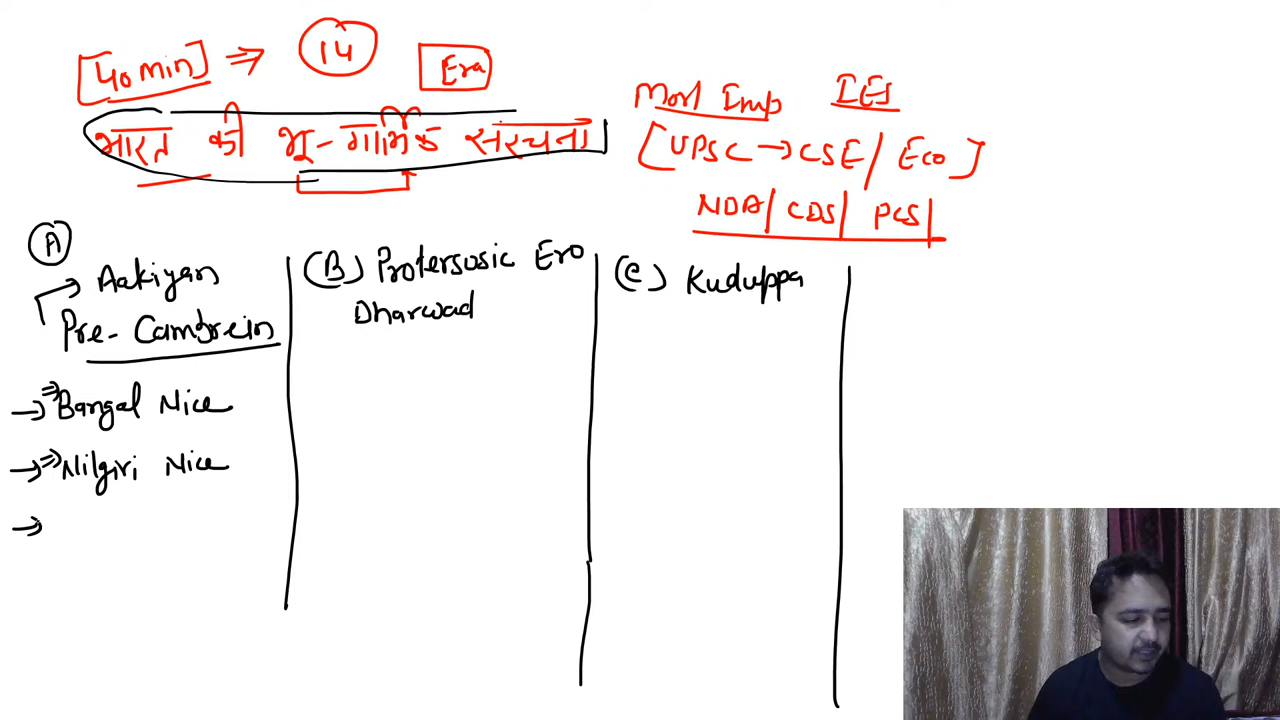 [40 min] ⇒ 14 Era
भारत की भू-गर्भिक संरचना
Most Imp IES
[UPSC → CSE / Eco]
NDA | CDS | PCS |
A
→ Aakiyan
Pre-Cambrein
→ ⇒ Bangal Nice
→ ⇒ Nilgiri Nice
→
(B) Protersosic Era
Dharwad
(C) Kuduppa